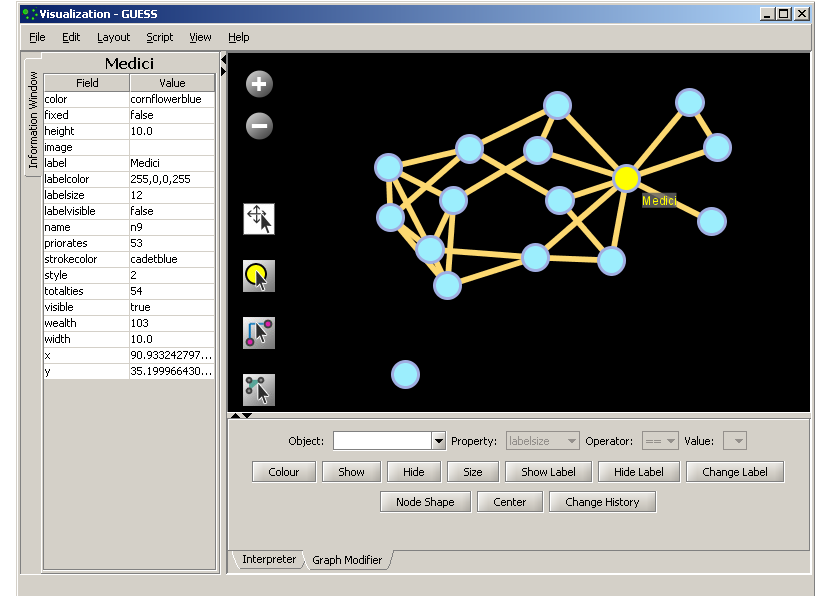 Visualization - GUESS
File Edit Layout Script View Help
Information Window
Medici
Field Value
color cornflowerblue
fixed false
height 10.0
image
label Medici
labelcolor 255,0,0,255
labelsize 12
labelvisible false
name n9
priorates 53
strokecolor cadetblue
style 2
totalties 54
visible true
wealth 103
width 10.0
x 90.933242797...
y 35.199966430...
Medici
Object: Property: labelsize Operator: == Value:
Colour Show Hide Size Show Label Hide Label Change Label
Node Shape Center Change History
Interpreter Graph Modifier